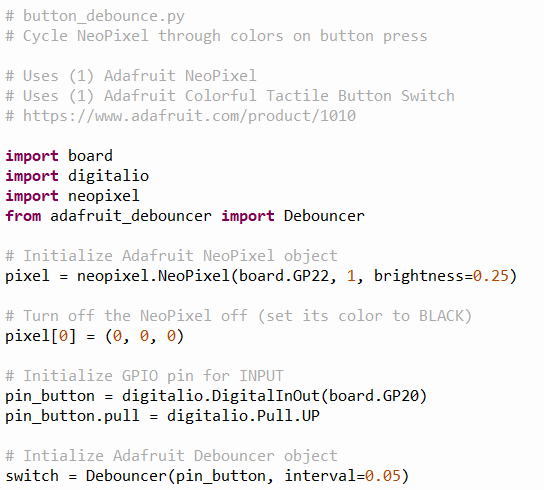 # button_debounce.py
# Cycle NeoPixel through colors on button press
# Uses (1) Adafruit NeoPixel
# Uses (1) Adafruit Colorful Tactile Button Switch
# https://www.adafruit.com/product/1010
import board
import digitalio
import neopixel
from adafruit_debouncer import Debouncer
# Initialize Adafruit NeoPixel object
pixel = neopixel.NeoPixel(board.GP22, 1, brightness=0.25)
# Turn off the NeoPixel off (set its color to BLACK)
pixel[0] = (0, 0, 0)
# Initialize GPIO pin for INPUT
pin_button = digitalio.DigitalInOut(board.GP20)
pin_button.pull = digitalio.Pull.UP
# Intialize Adafruit Debouncer object
switch = Debouncer(pin_button, interval=0.05)